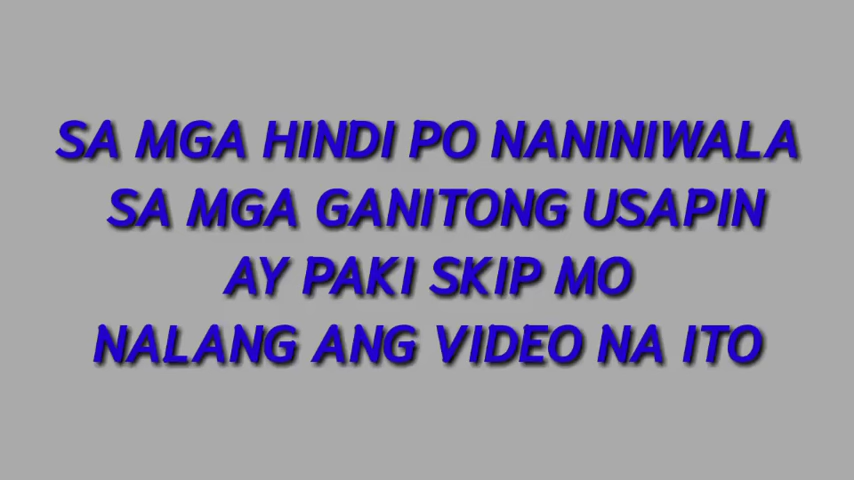 SA MGA HINDI PO NANINIWALA
SA MGA GANITONG USAPIN
AY PAKI SKIP MO
NALANG ANG VIDEO NA ITO